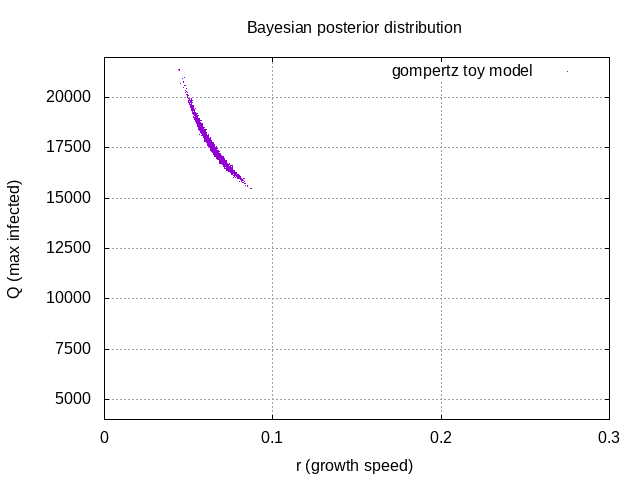 Bayesian posterior distribution
gompertz toy model
20000
17500
15000
12500
10000
7500
5000
Q (max infected)
0 0.1 0.2 0.3
r (growth speed)